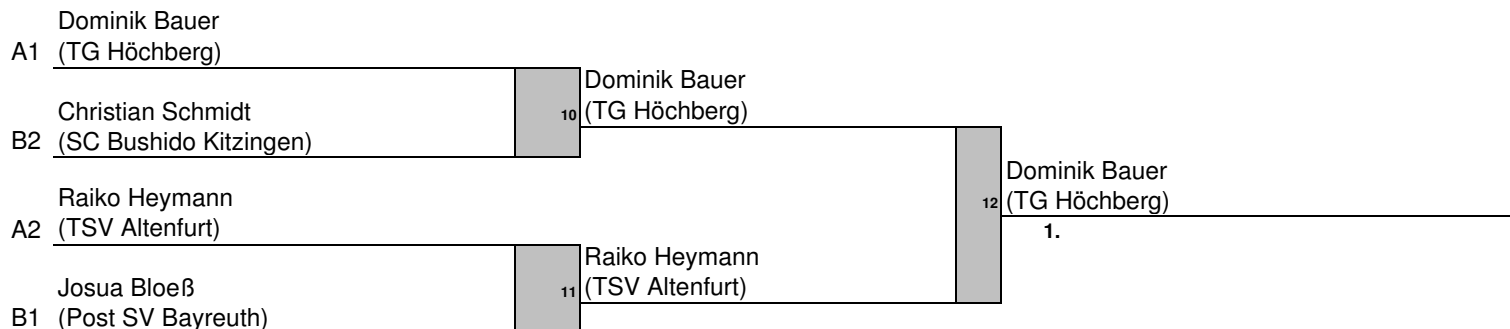 Dominik Bauer
A1 (TG Höchberg)
Dominik Bauer
10 (TG Höchberg)
Christian Schmidt
B2 (SC Bushido Kitzingen)
Dominik Bauer
12 (TG Höchberg)
1.
Raiko Heymann
A2 (TSV Altenfurt)
Raiko Heymann
11 (TSV Altenfurt)
Josua Bloeß
B1 (Post SV Bayreuth)